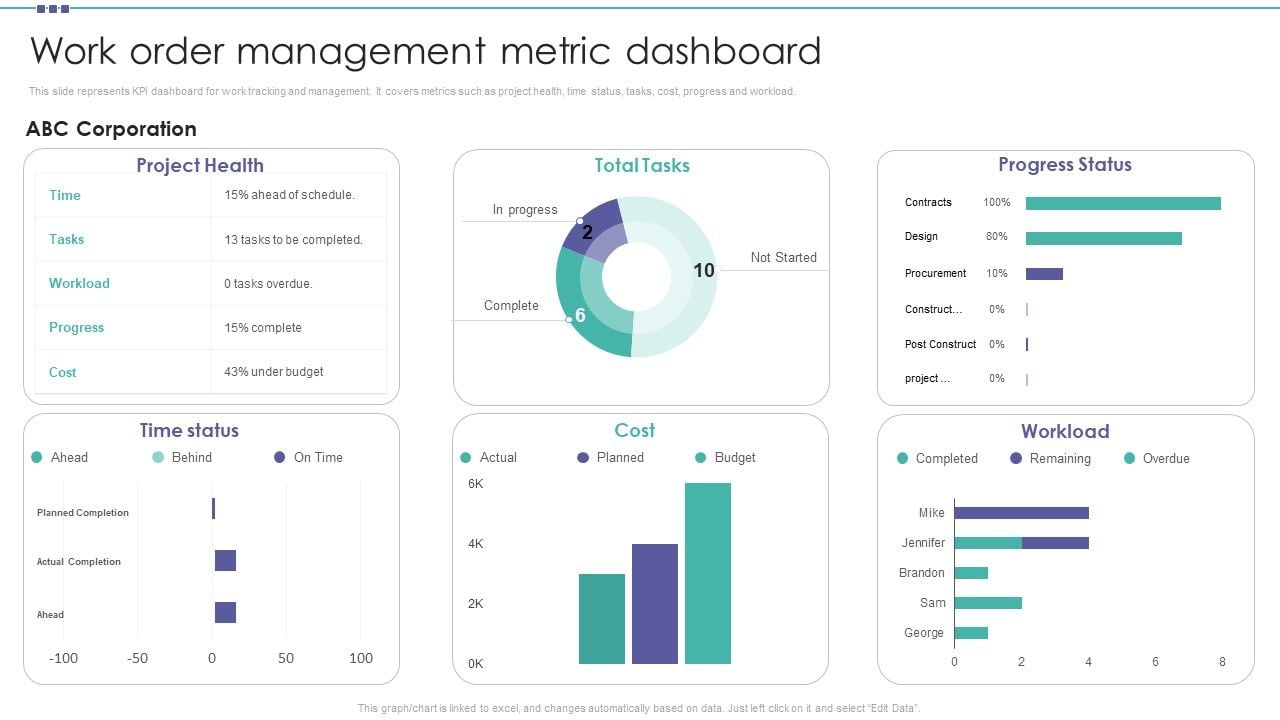 Work order management metric dashboard
This slide represents KPI dashboard for work tracking and management. It covers metrics such as project health, time status, tasks, cost, progress and workload.
ABC Corporation
Project Health
Time 15% ahead of schedule.
Tasks 13 tasks to be completed.
Workload 0 tasks overdue.
Progress 15% complete
Cost 43% under budget
Total Tasks
In progress
2
10
Not Started
Complete
6
Progress Status
Contracts 100%
Design 80%
Procurement 10%
Construct... 0%
Post Construct 0%
project ... 0%
Time status
Ahead Behind On Time
Planned Completion
Actual Completion
Ahead
-100 -50 0 50 100
Cost
Actual Planned Budget
6K
4K
2K
0K
Workload
Completed Remaining Overdue
Mike
Jennifer
Brandon
Sam
George
0 2 4 6 8
This graph/chart is linked to excel, and changes automatically based on data. Just left click on it and select “Edit Data”.